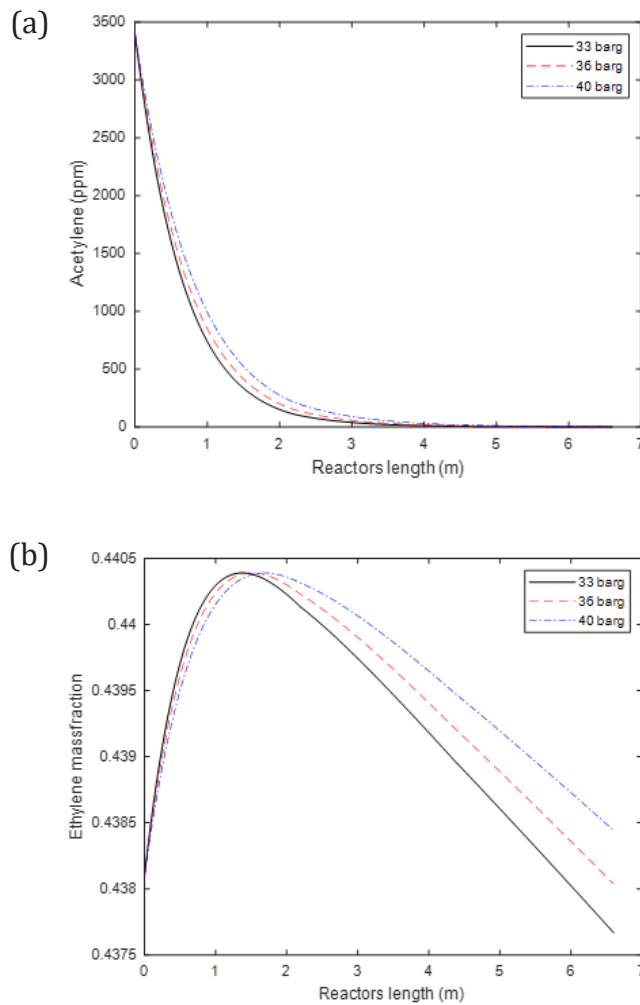 (a)
3500
3000
2500
2000
1500
1000
500
0
Acetylene (ppm)
33 barg
36 barg
40 barg
0 1 2 3 4 5 6 7
Reactors length (m)
(b)
0.4405
0.44
0.4395
0.439
0.4385
0.438
0.4375
Ethylene massfraction
33 barg
36 barg
40 barg
0 1 2 3 4 5 6 7
Reactors length (m)